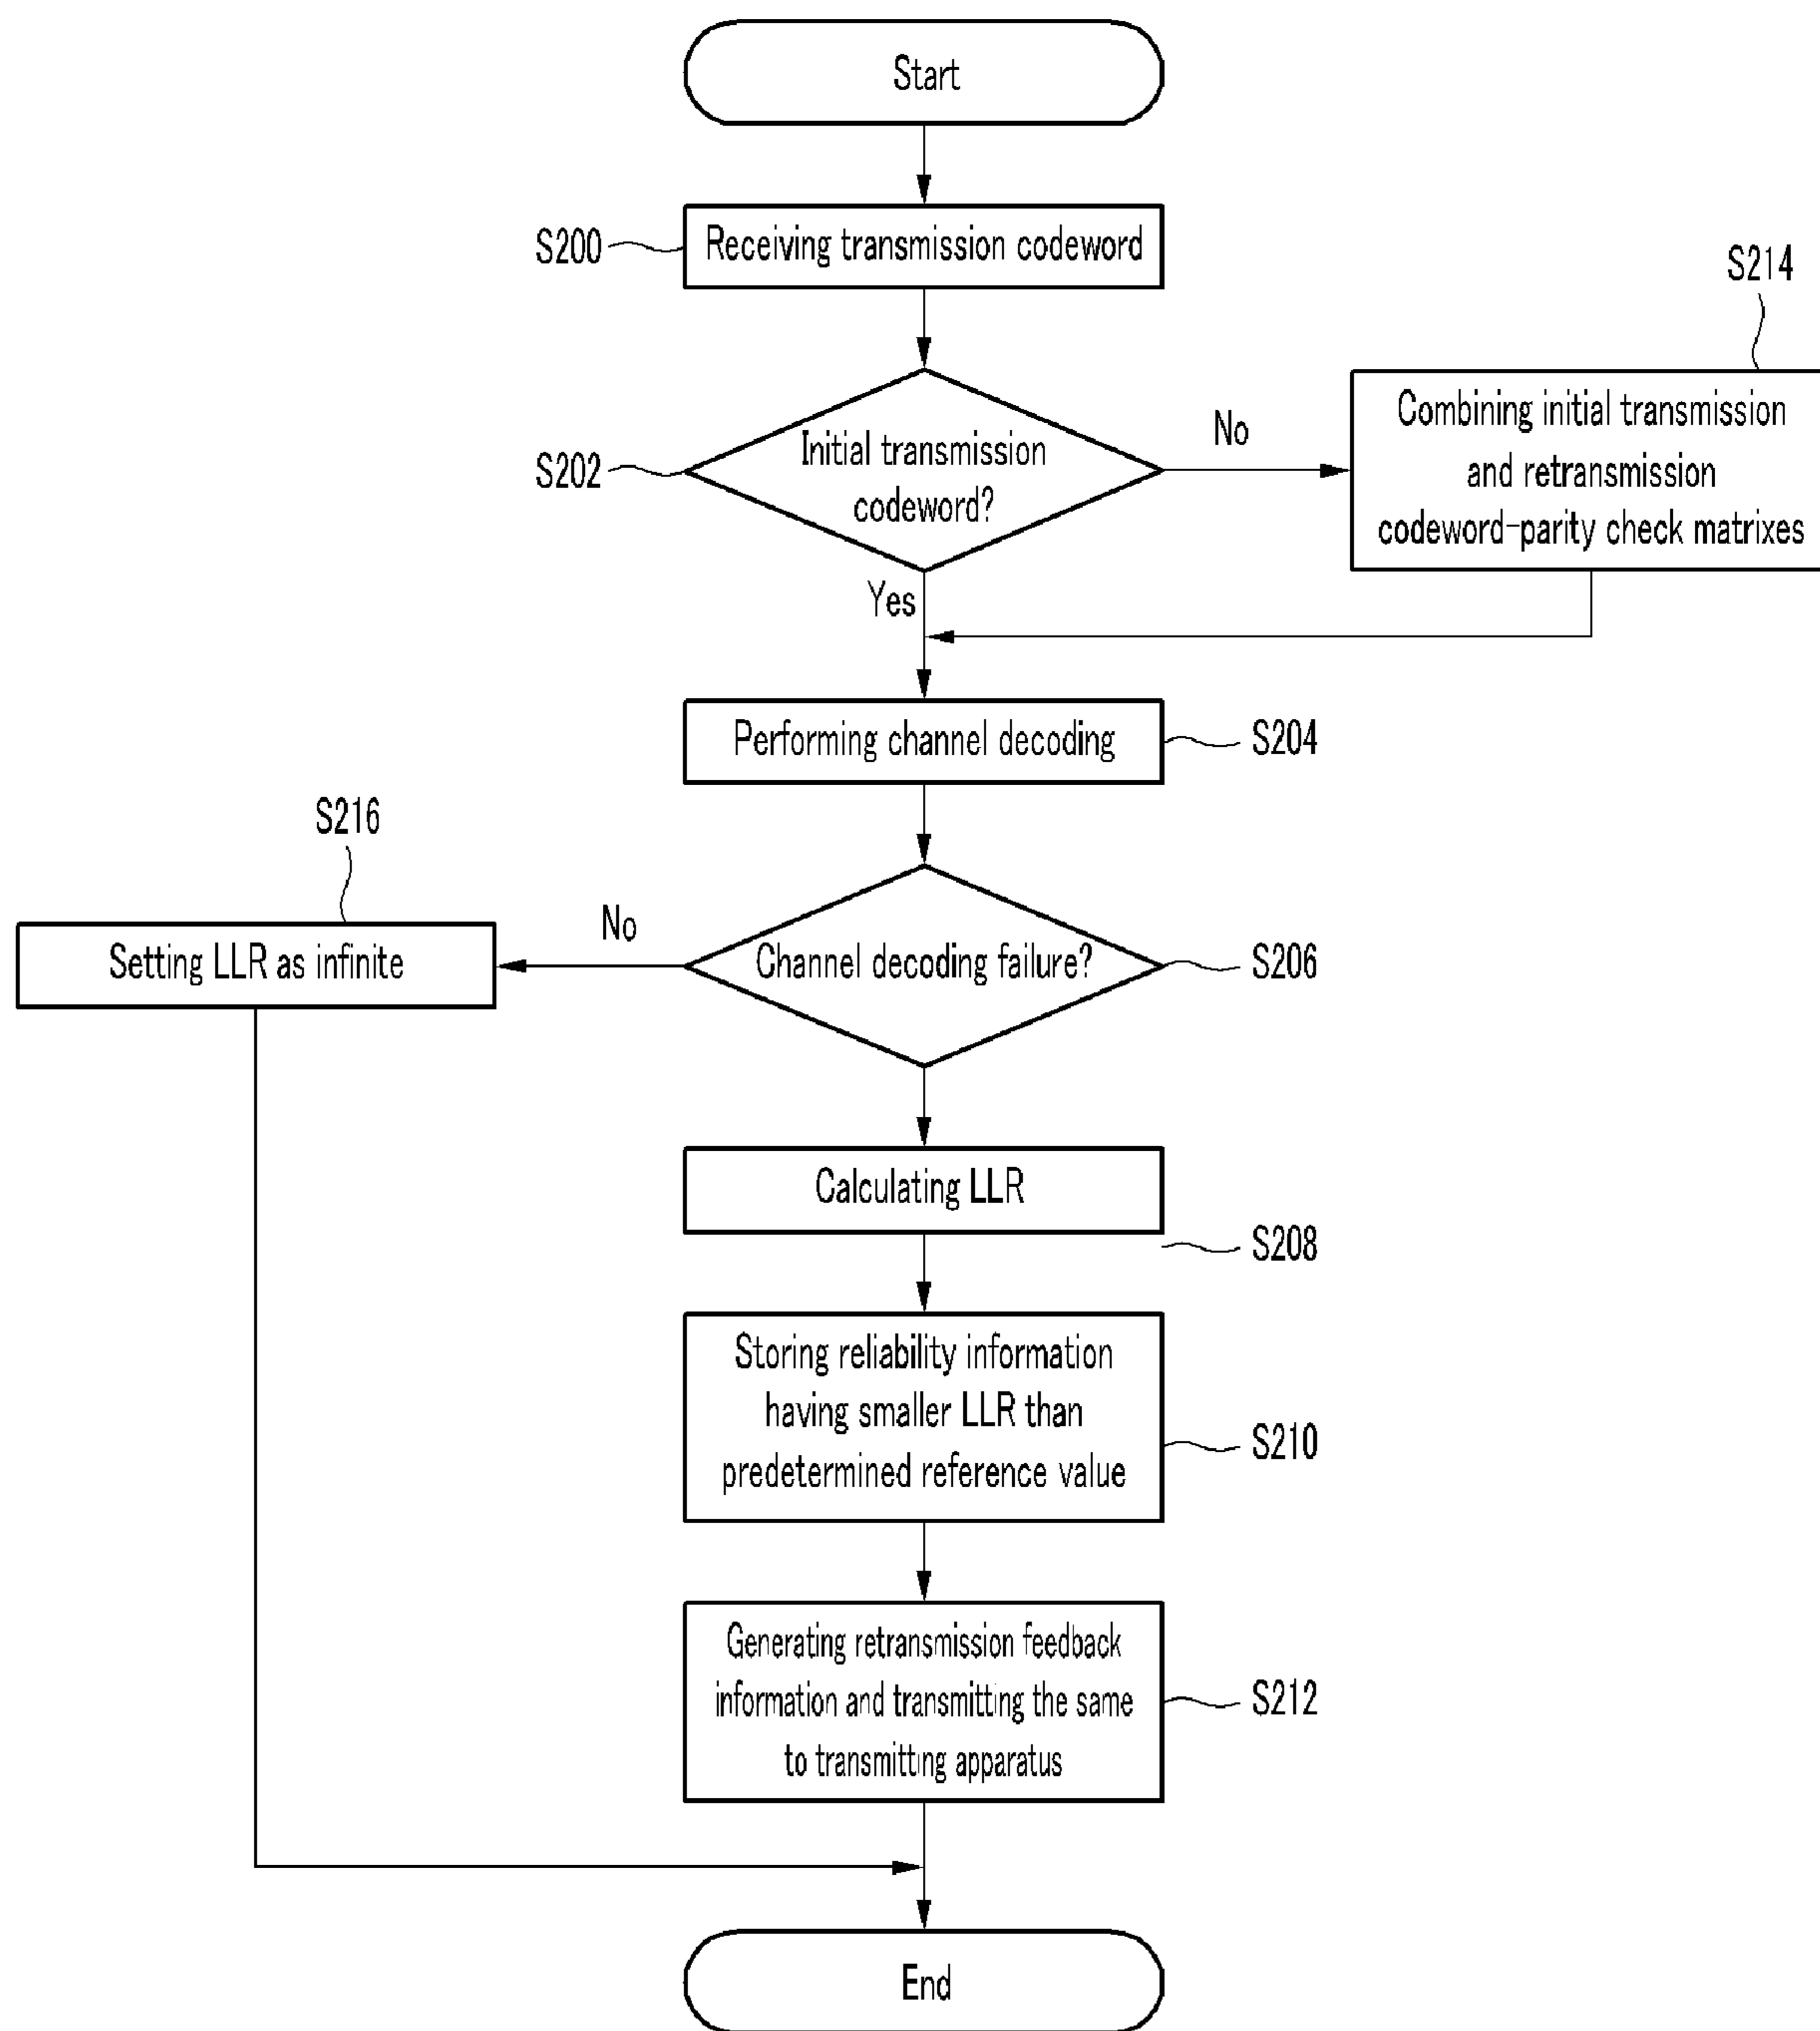 Start
S200
Receiving transmission codeword
S214
S202
Initial transmission
codeword?
No
Combining initial transmission
and retransmission
codeword-parity check matrixes
Yes
Performing channel decoding
S204
S216
Setting LLR as infinite
No
Channel decoding failure?
S206
Calculating LLR
S208
Storing reliability information
having smaller LLR than
predetermined reference value
S210
Generating retransmission feedback
information and transmitting the same
to transmitting apparatus
S212
End